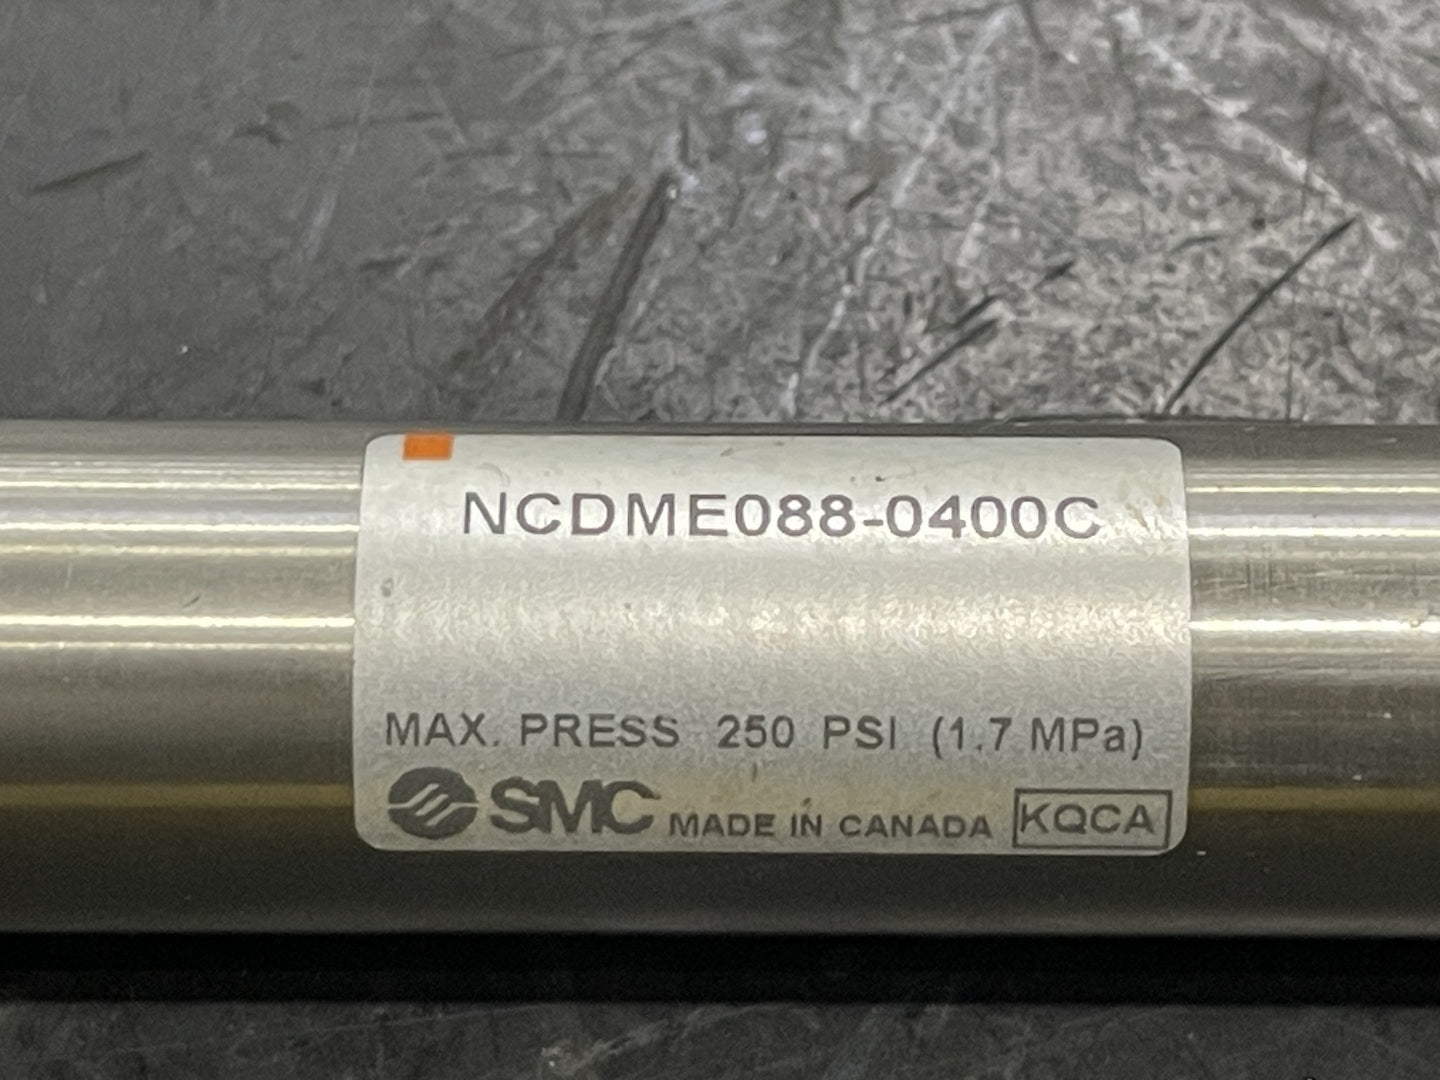 NCDME088-0400C
MAX. PRESS 250 PSI (1.7 MPa)
SMC MADE IN CANADA KQCA